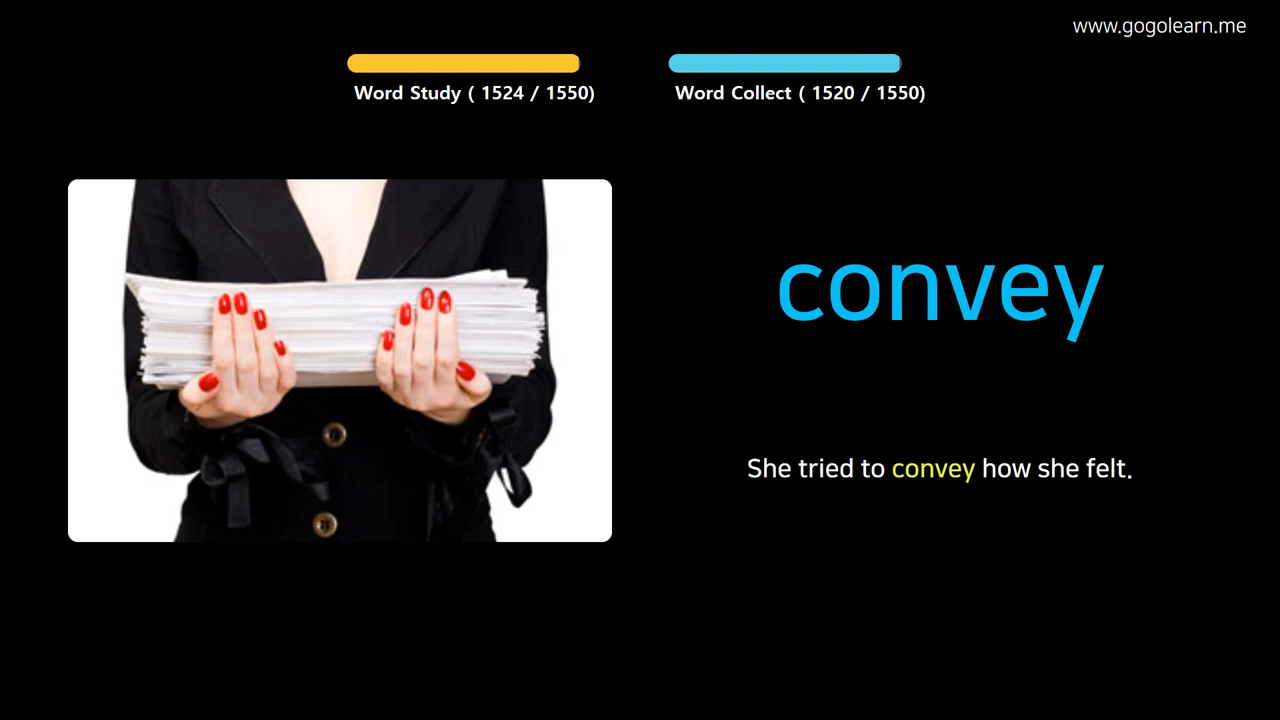 www.gogolearn.me
Word Study ( 1524 / 1550)
Word Collect ( 1520 / 1550)
convey
She tried to convey how she felt.